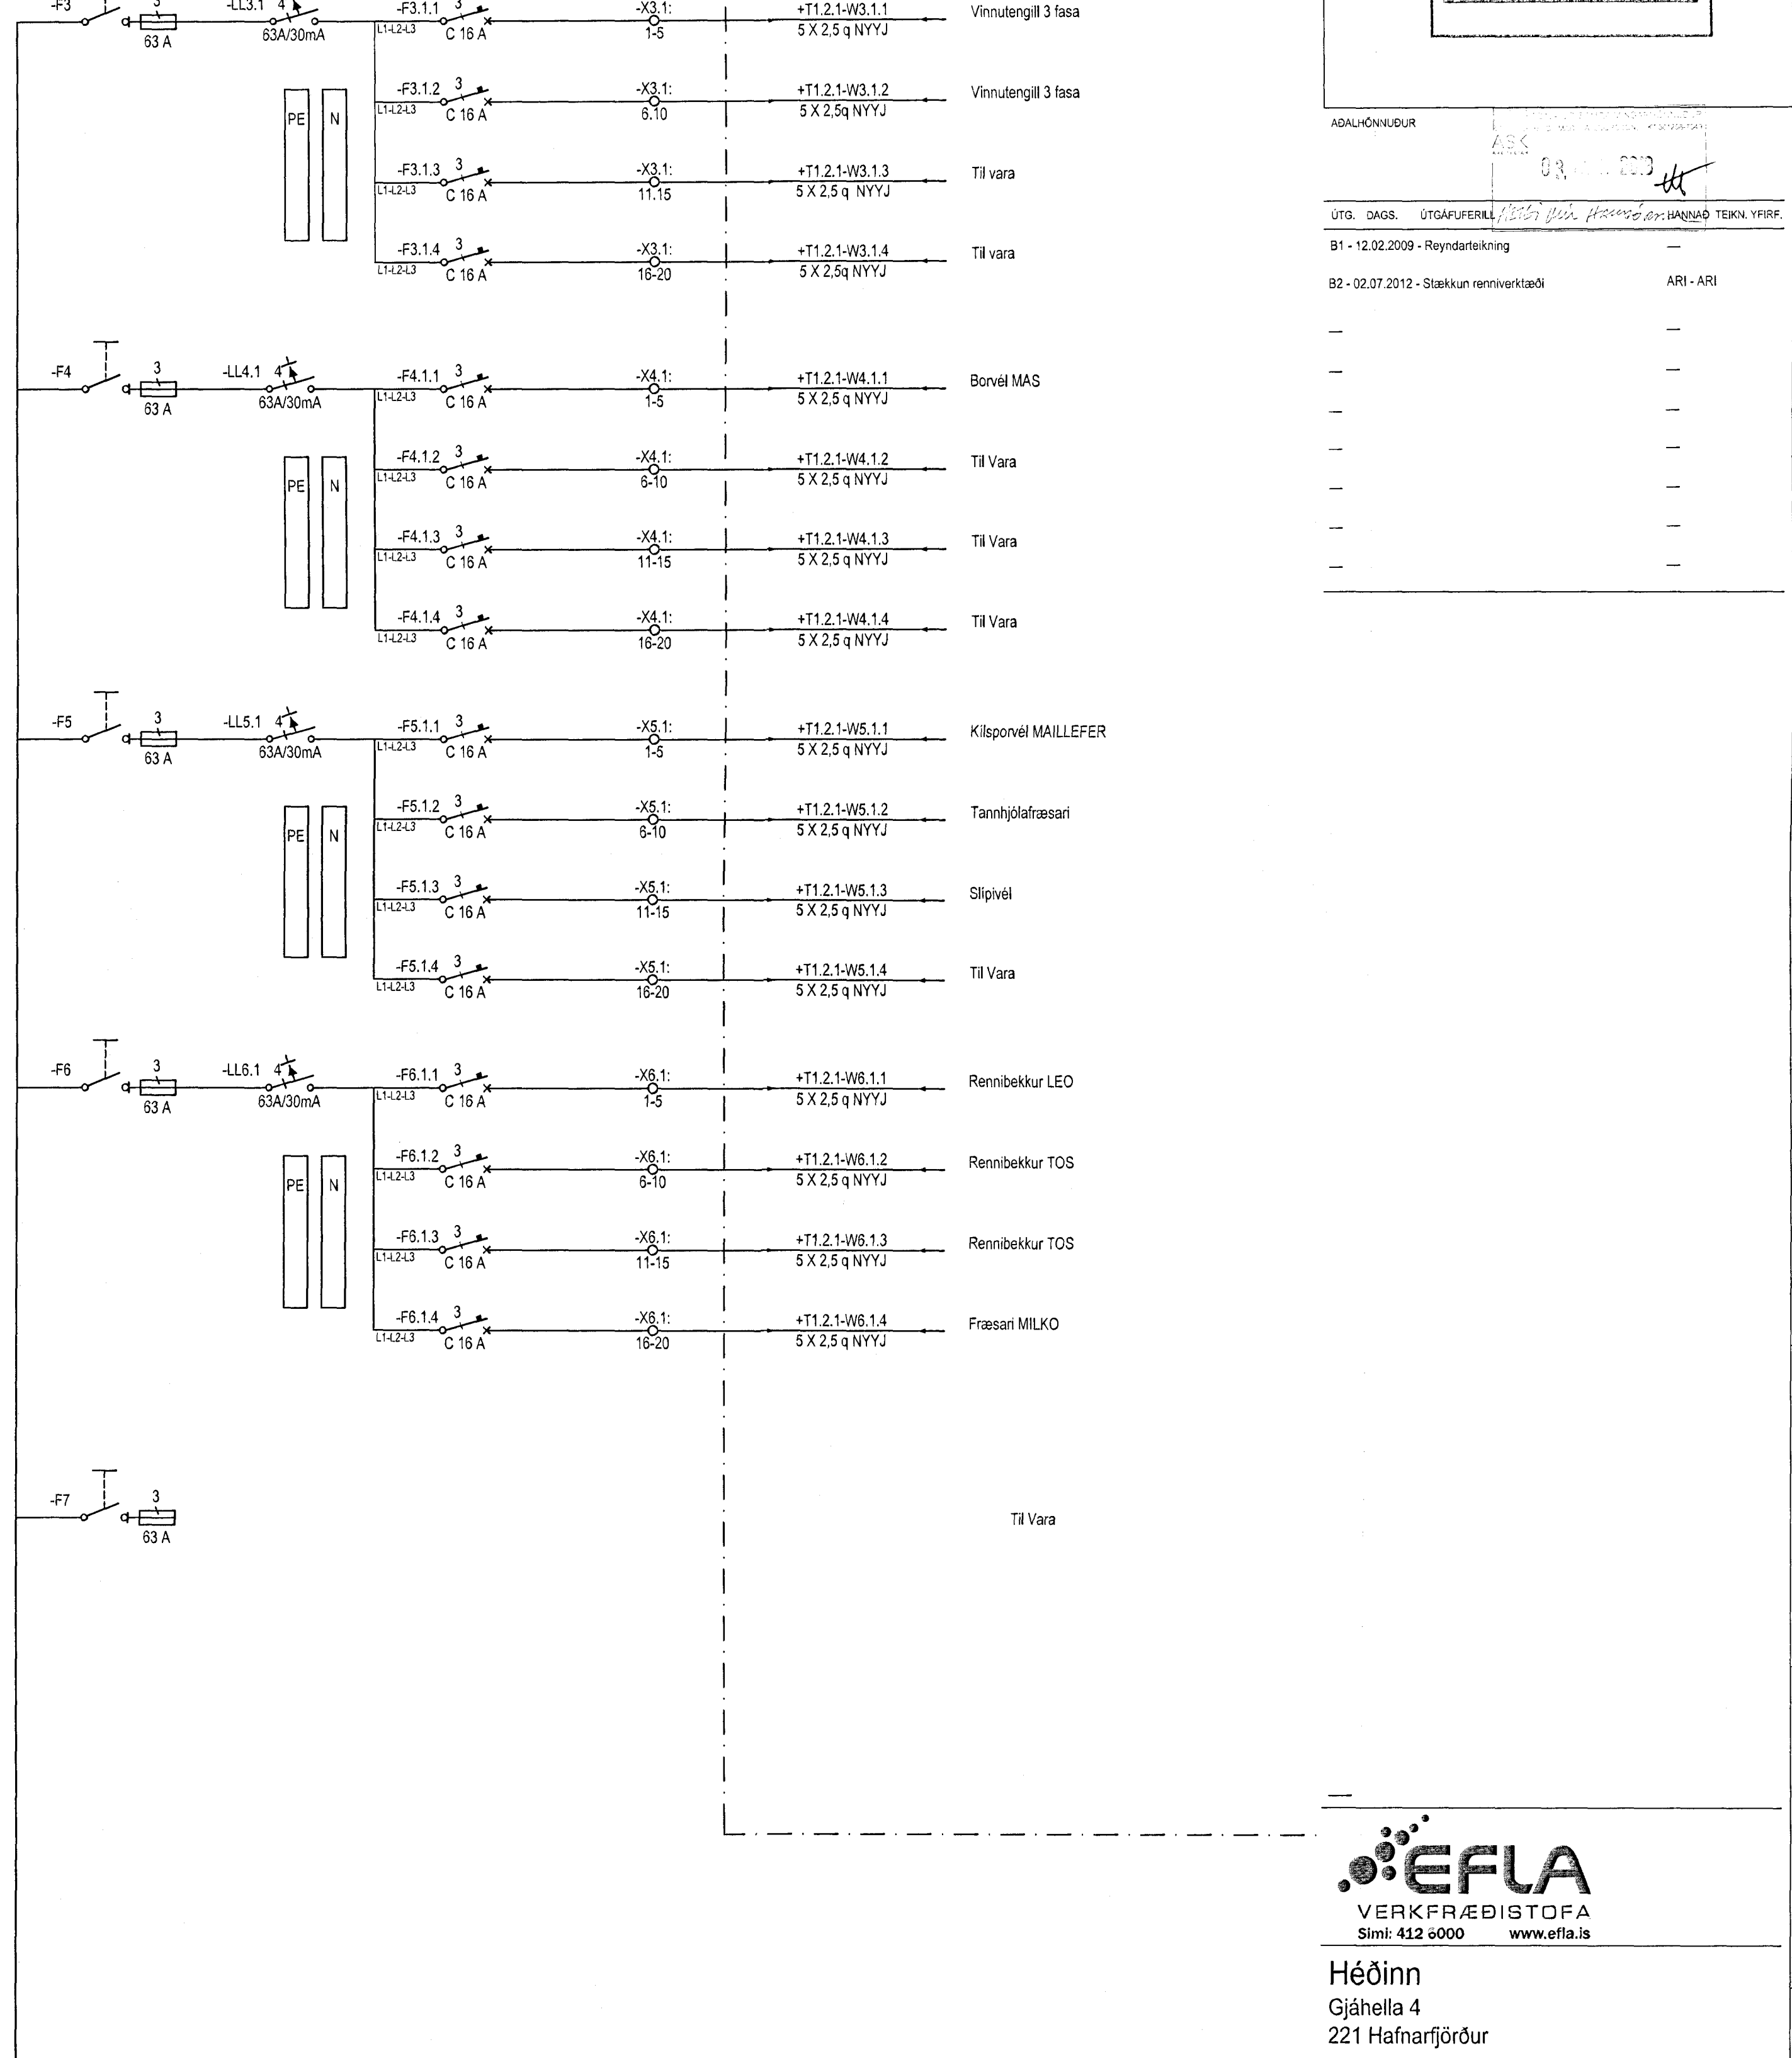 -F3 3 63 A -LL3.1 4 63A/30mA -F3.1.1 3 L1-L2-L3 C 16 A -X3.1: 1-5 +T1.2.1-W3.1.1 5 X 2,5 q NYYJ Vinnutengill 3 fasa
PE N
-F3.1.2 3 L1-L2-L3 C 16 A -X3.1: 6.10 +T1.2.1-W3.1.2 5 X 2,5q NYYJ Vinnutengill 3 fasa
-F3.1.3 3 L1-L2-L3 C 16 A -X3.1: 11.15 +T1.2.1-W3.1.3 5 X 2,5 q NYYJ Til vara
-F3.1.4 3 L1-L2-L3 C 16 A -X3.1: 16-20 +T1.2.1-W3.1.4 5 X 2,5q NYYJ Til vara
-F4 3 63 A -LL4.1 4 63A/30mA -F4.1.1 3 L1-L2-L3 C 16 A -X4.1: 1-5 +T1.2.1-W4.1.1 5 X 2,5 q NYYJ Borvél MAS
PE N
-F4.1.2 3 L1-L2-L3 C 16 A -X4.1: 6-10 +T1.2.1-W4.1.2 5 X 2,5 q NYYJ Til Vara
-F4.1.3 3 L1-L2-L3 C 16 A -X4.1: 11-15 +T1.2.1-W4.1.3 5 X 2,5 q NYYJ Til Vara
-F4.1.4 3 L1-L2-L3 C 16 A -X4.1: 16-20 +T1.2.1-W4.1.4 5 X 2,5 q NYYJ Til Vara
-F5 3 63 A -LL5.1 4 63A/30mA -F5.1.1 3 L1-L2-L3 C 16 A -X5.1: 1-5 +T1.2.1-W5.1.1 5 X 2,5 q NYYJ Kílsporvél MAILLEFER
PE N
-F5.1.2 3 L1-L2-L3 C 16 A -X5.1: 6-10 +T1.2.1-W5.1.2 5 X 2,5 q NYYJ Tannhjólafræsari
-F5.1.3 3 L1-L2-L3 C 16 A -X5.1: 11-15 +T1.2.1-W5.1.3 5 X 2,5 q NYYJ Slípivél
-F5.1.4 3 L1-L2-L3 C 16 A -X5.1: 16-20 +T1.2.1-W5.1.4 5 X 2,5 q NYYJ Til Vara
-F6 3 63 A -LL6.1 4 63A/30mA -F6.1.1 3 L1-L2-L3 C 16 A -X6.1: 1-5 +T1.2.1-W6.1.1 5 X 2,5 q NYYJ Rennibekkur LEO
PE N
-F6.1.2 3 L1-L2-L3 C 16 A -X6.1: 6-10 +T1.2.1-W6.1.2 5 X 2,5 q NYYJ Rennibekkur TOS
-F6.1.3 3 L1-L2-L3 C 16 A -X6.1: 11-15 +T1.2.1-W6.1.3 5 X 2,5 q NYYJ Rennibekkur TOS
-F6.1.4 3 L1-L2-L3 C 16 A -X6.1: 16-20 +T1.2.1-W6.1.4 5 X 2,5 q NYYJ Fræsari MILKO
-F7 3 63 A Til Vara
AÐALHÖNNUÐUR
ASK
ÚTG. DAGS. ÚTGÁFUFERILL HANNAÐ TEIKN. YFIRF.
B1 - 12.02.2009 - Reyndarteikning —
B2 - 02.07.2012 - Stækkun renniverktæði ARI - ARI
EFLA
VERKFRÆÐISTOFA
Sími: 412 6000 www.efla.is
Héðinn
Gjáhella 4
221 Hafnarfjörður